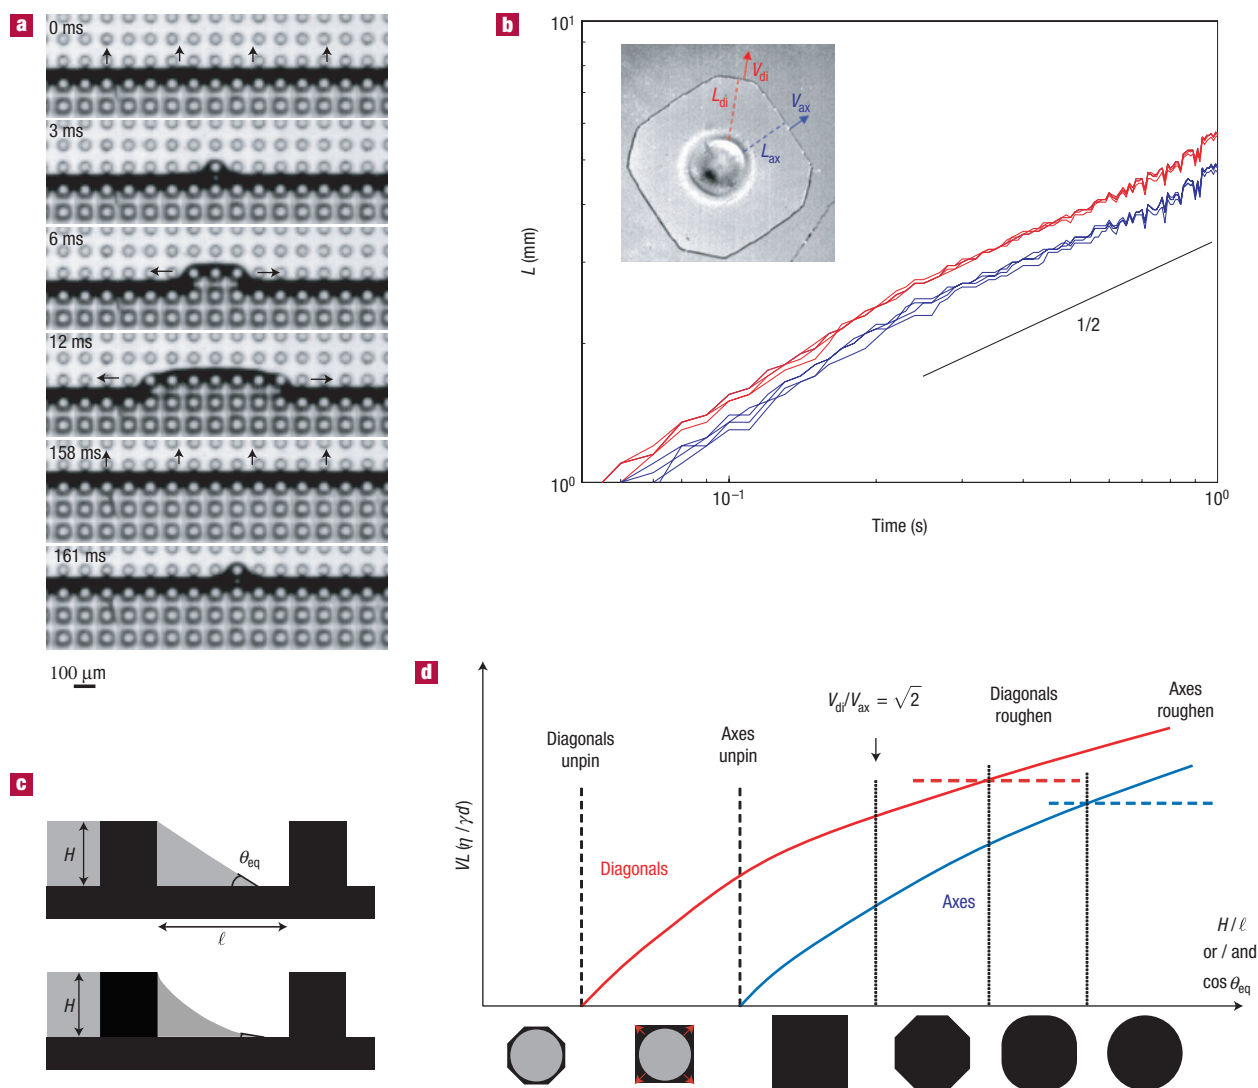 a
0 ms
3 ms
6 ms
12 ms
158 ms
161 ms
100 μm
b
10¹
L (mm)
10⁰
10⁻¹
10⁰
Time (s)
1/2
V_di
L_di
V_ax
L_ax
c
H
θ_eq
ℓ
H
d
VL (η / γd)
Diagonals
unpin
Axes
unpin
V_di/V_ax = √2
Diagonals
roughen
Axes
roughen
Diagonals
Axes
H / ℓ
or / and
cos θ_eq